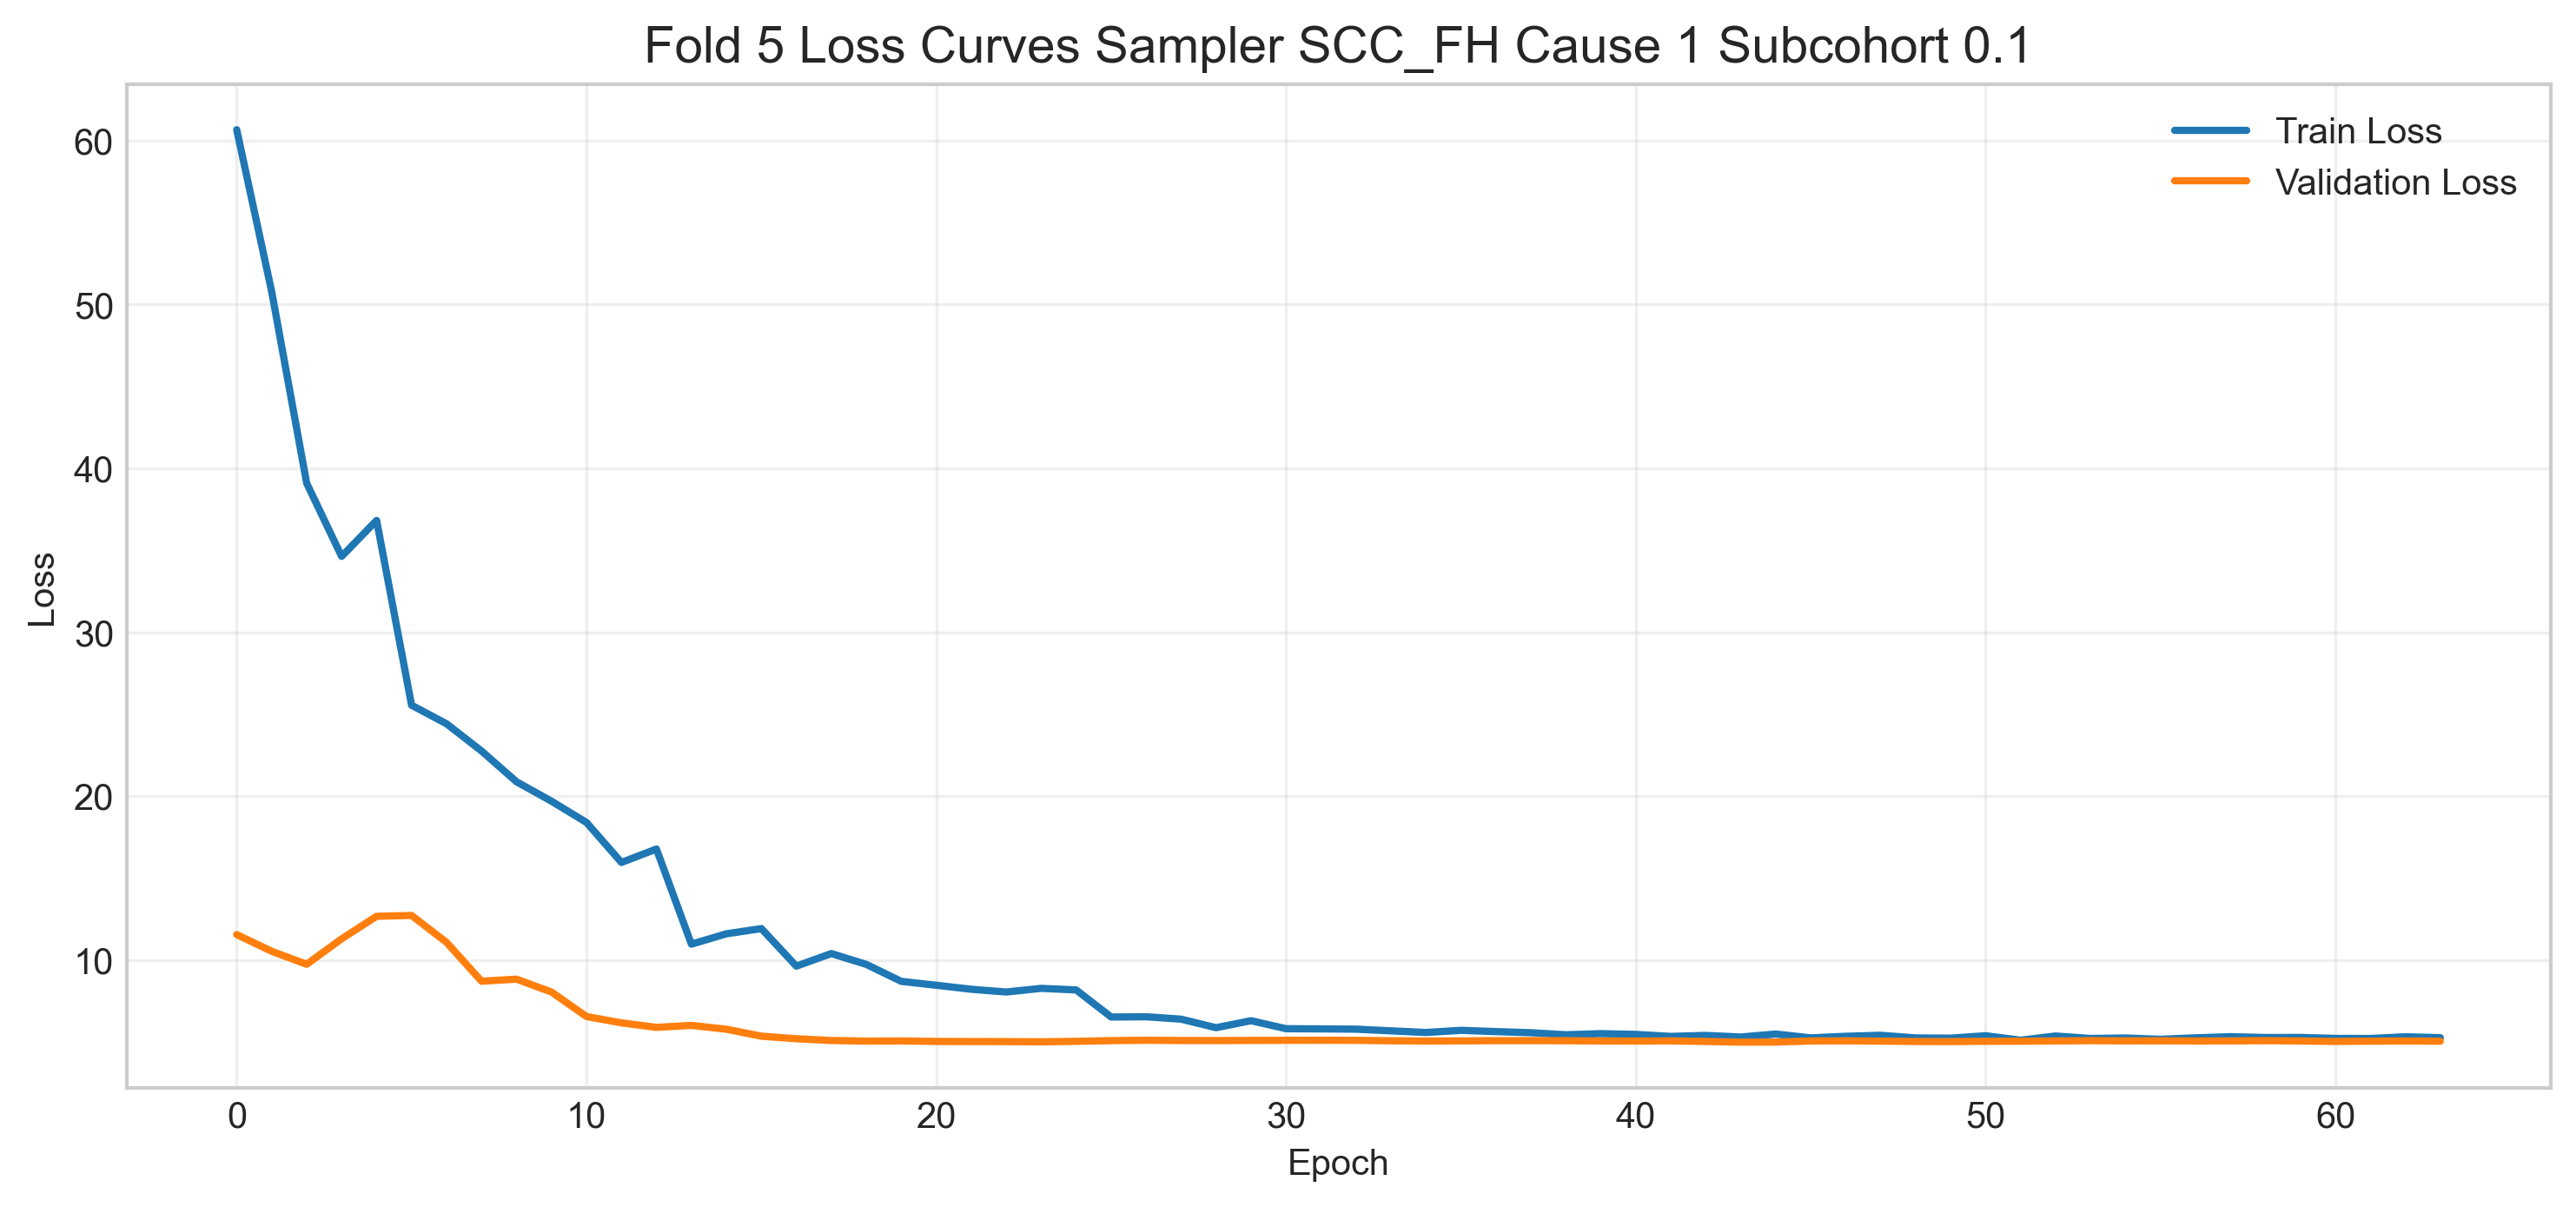 Fold 5 Loss Curves Sampler SCC_FH Cause 1 Subcohort 0.1
Train Loss
Validation Loss
60
50
40
30
20
10
Loss
0 10 20 30 40 50 60
Epoch